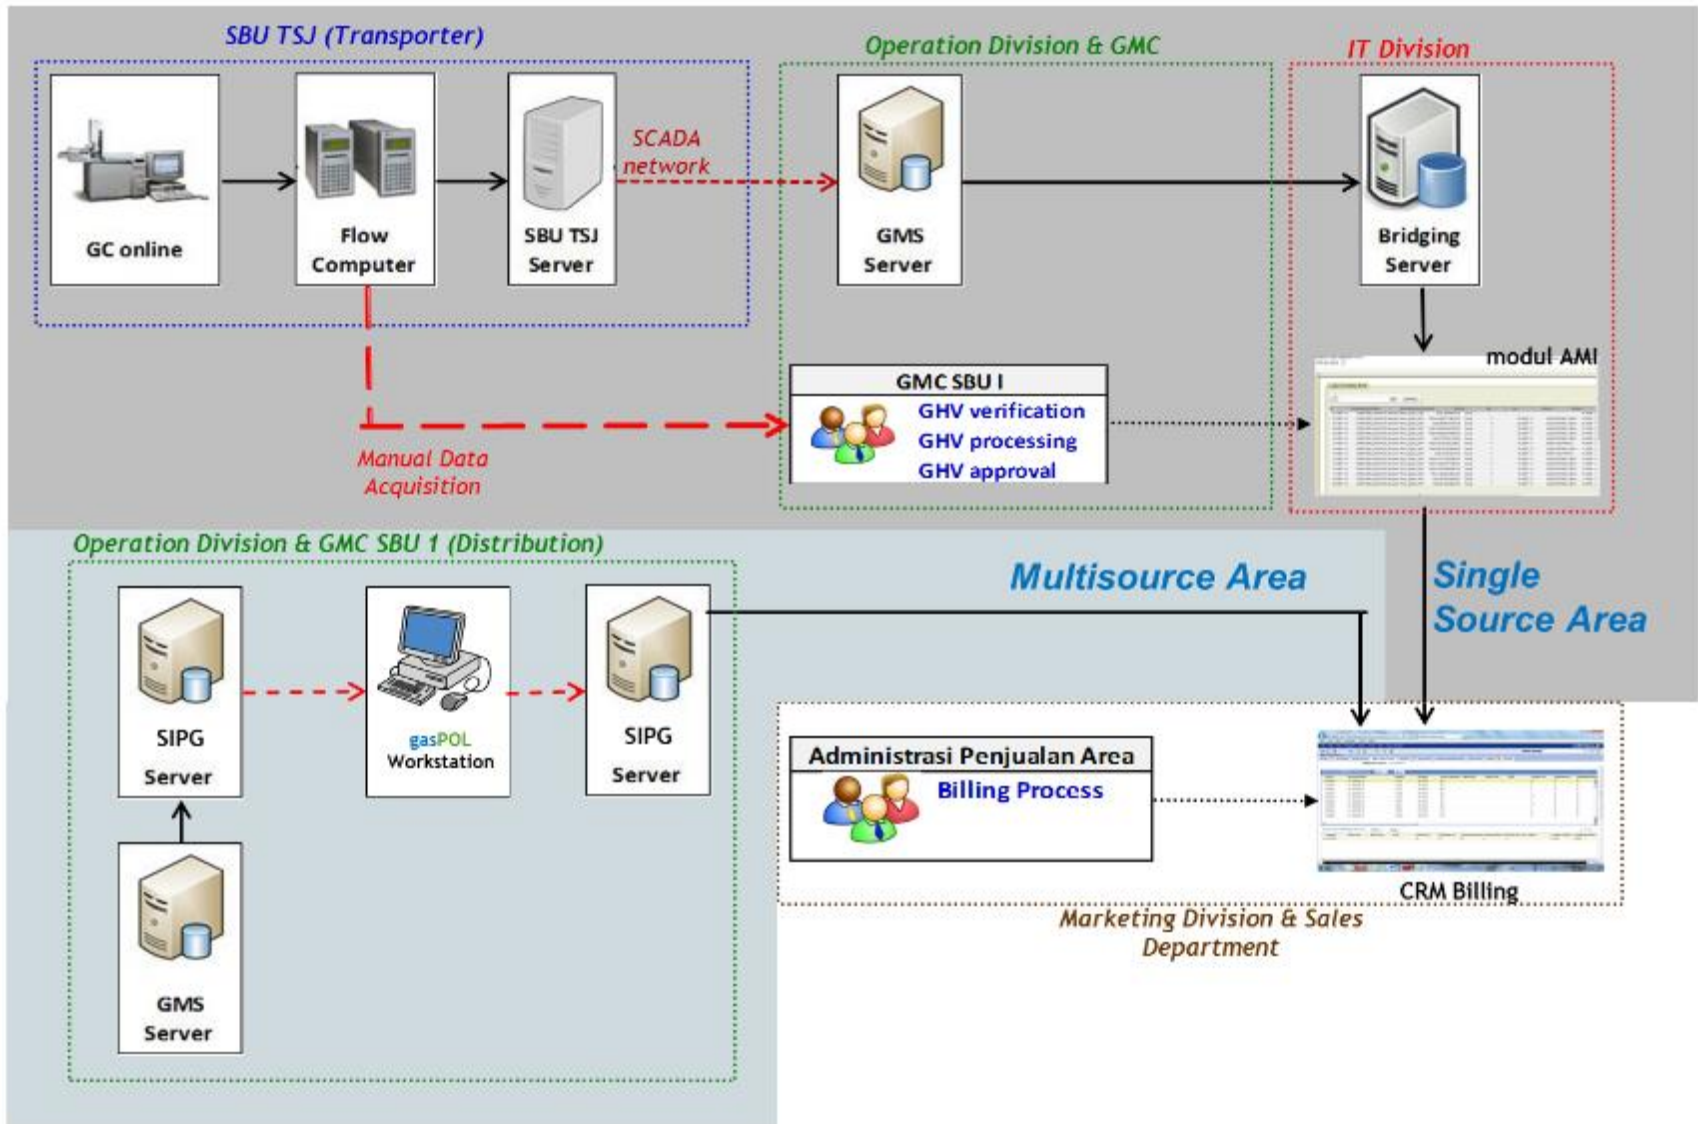 SBU TSJ (Transporter)
Operation Division & GMC
IT Division
GC online
Flow
Computer
SBU TSJ
Server
SCADA
network
GMS
Server
Bridging
Server
modul AMI
GMC SBU I
GHV verification
GHV processing
GHV approval
Manual Data
Acquisition
Operation Division & GMC SBU 1 (Distribution)
Multisource Area
Single
Source Area
SIPG
Server
gasPOL
Workstation
SIPG
Server
GMS
Server
Administrasi Penjualan Area
Billing Process
CRM Billing
Marketing Division & Sales
Department